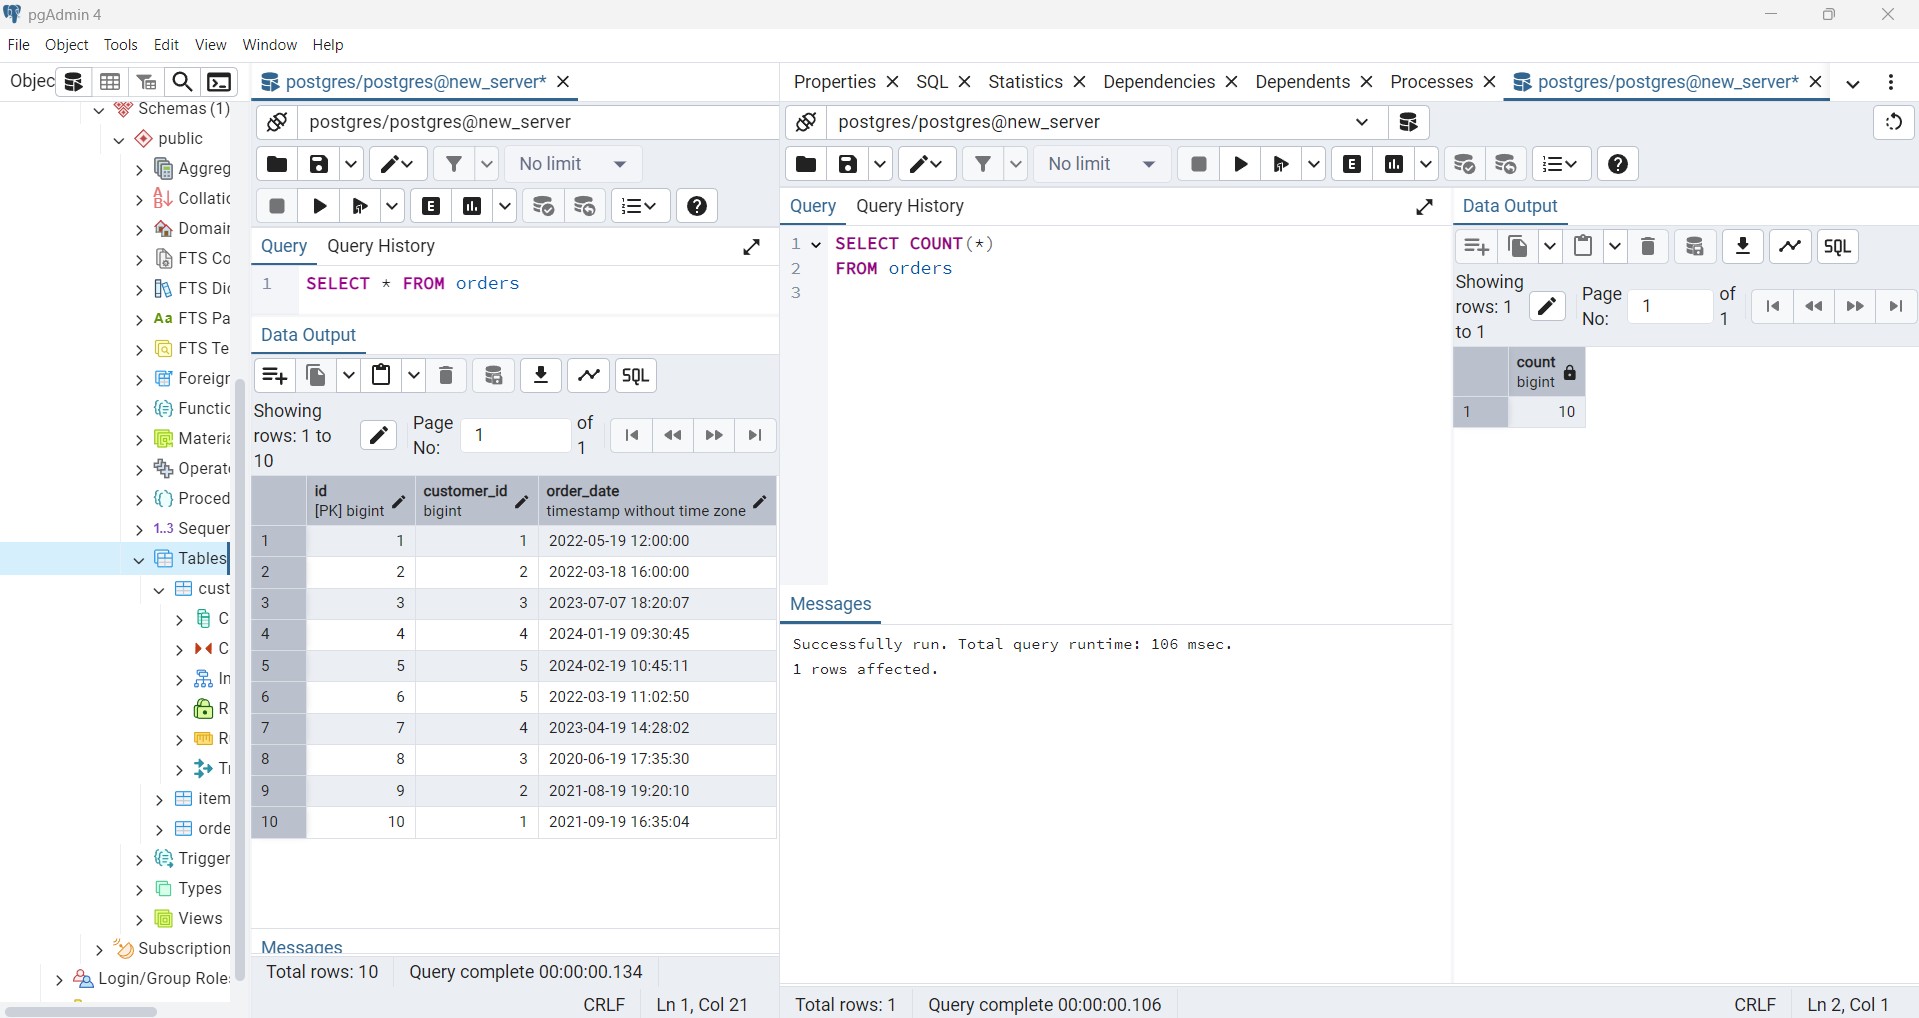 pgAdmin 4
File Object Tools Edit View Window Help
Objec
Schemas (1)
public
Aggreg
Collatic
Domair
FTS Co
FTS Dic
Aa FTS Pa
FTS Te
Foreigr
Functic
Materia
Operato
Proced
1..3 Sequer
Tables
cust
C
C
In
R
R
Tr
item
orde
Trigger
Types
Views
Subscription
Login/Group Role
postgres/postgres@new_server*
postgres/postgres@new_server
No limit
E
Query Query History
1 SELECT * FROM orders
Data Output
SQL
Showing rows: 1 to 10
Page No: 1 of 1
id customer_id order_date
[PK] bigint bigint timestamp without time zone
1 1 1 2022-05-19 12:00:00
2 2 2 2022-03-18 16:00:00
3 3 3 2023-07-07 18:20:07
4 4 4 2024-01-19 09:30:45
5 5 5 2024-02-19 10:45:11
6 6 5 2022-03-19 11:02:50
7 7 4 2023-04-19 14:28:02
8 8 3 2020-06-19 17:35:30
9 9 2 2021-08-19 19:20:10
10 10 1 2021-09-19 16:35:04
Messages
Total rows: 10 Query complete 00:00:00.134
CRLF Ln 1, Col 21
Properties SQL Statistics Dependencies Dependents Processes postgres/postgres@new_server*
postgres/postgres@new_server
No limit
E
Query Query History
1 SELECT COUNT(*)
2 FROM orders
3
Messages
Successfully run. Total query runtime: 106 msec.
1 rows affected.
Data Output
SQL
Showing rows: 1 to 1
Page No: 1 of 1
count
bigint
1 10
Total rows: 1 Query complete 00:00:00.106
CRLF Ln 2, Col 1